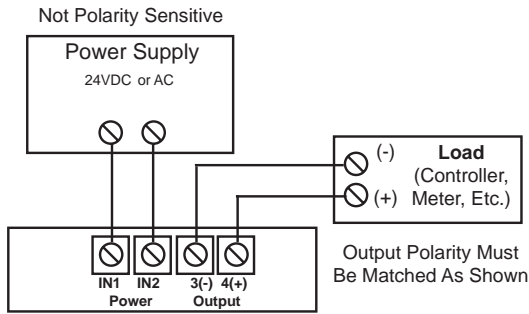 Not Polarity Sensitive
Power Supply
24VDC or AC
(-) Load
(Controller,
(+) Meter, Etc.)
Output Polarity Must
Be Matched As Shown
IN1 IN2 3(-) 4(+)
Power Output